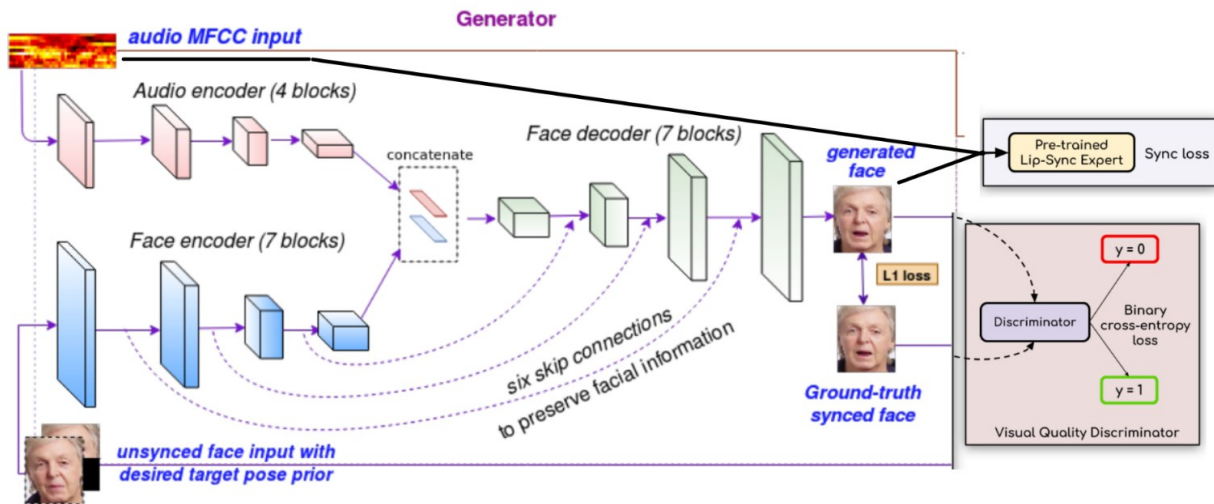 Generator
audio MFCC input
Audio encoder (4 blocks)
Face decoder (7 blocks)
concatenate
generated
face
Pre-trained
Lip-Sync Expert
Sync loss
Face encoder (7 blocks)
L1 loss
y = 0
Discriminator
Binary
cross-entropy
loss
y = 1
six skip connections
to preserve facial information
Ground-truth
synced face
Visual Quality Discriminator
unsynced face input with
desired target pose prior